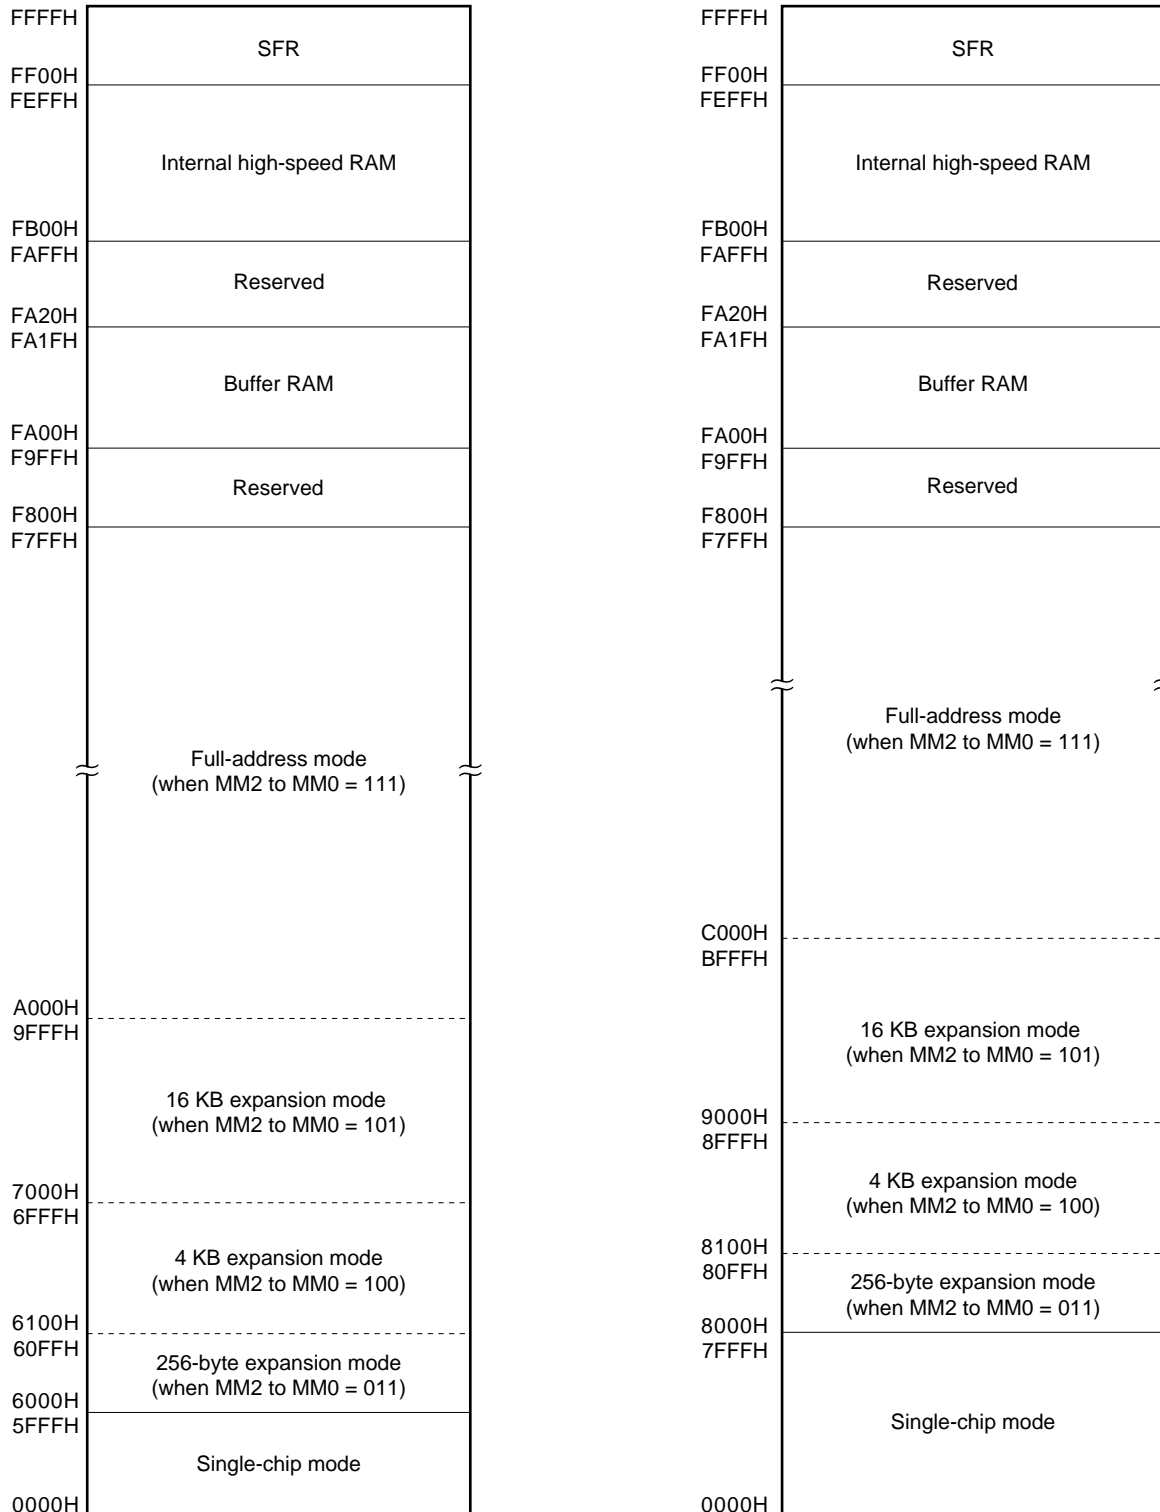 FFFFH
SFR
FF00H
FEFFH
Internal high-speed RAM
FB00H
FAFFH
Reserved
FA20H
FA1FH
Buffer RAM
FA00H
F9FFH
Reserved
F800H
F7FFH
Full-address mode
(when MM2 to MM0 = 111)
A000H
9FFFH
16 KB expansion mode
(when MM2 to MM0 = 101)
7000H
6FFFH
4 KB expansion mode
(when MM2 to MM0 = 100)
6100H
60FFH
256-byte expansion mode
(when MM2 to MM0 = 011)
6000H
5FFFH
Single-chip mode
0000H
FFFFH
SFR
FF00H
FEFFH
Internal high-speed RAM
FB00H
FAFFH
Reserved
FA20H
FA1FH
Buffer RAM
FA00H
F9FFH
Reserved
F800H
F7FFH
Full-address mode
(when MM2 to MM0 = 111)
C000H
BFFFH
16 KB expansion mode
(when MM2 to MM0 = 101)
9000H
8FFFH
4 KB expansion mode
(when MM2 to MM0 = 100)
8100H
80FFH
256-byte expansion mode
(when MM2 to MM0 = 011)
8000H
7FFFH
Single-chip mode
0000H